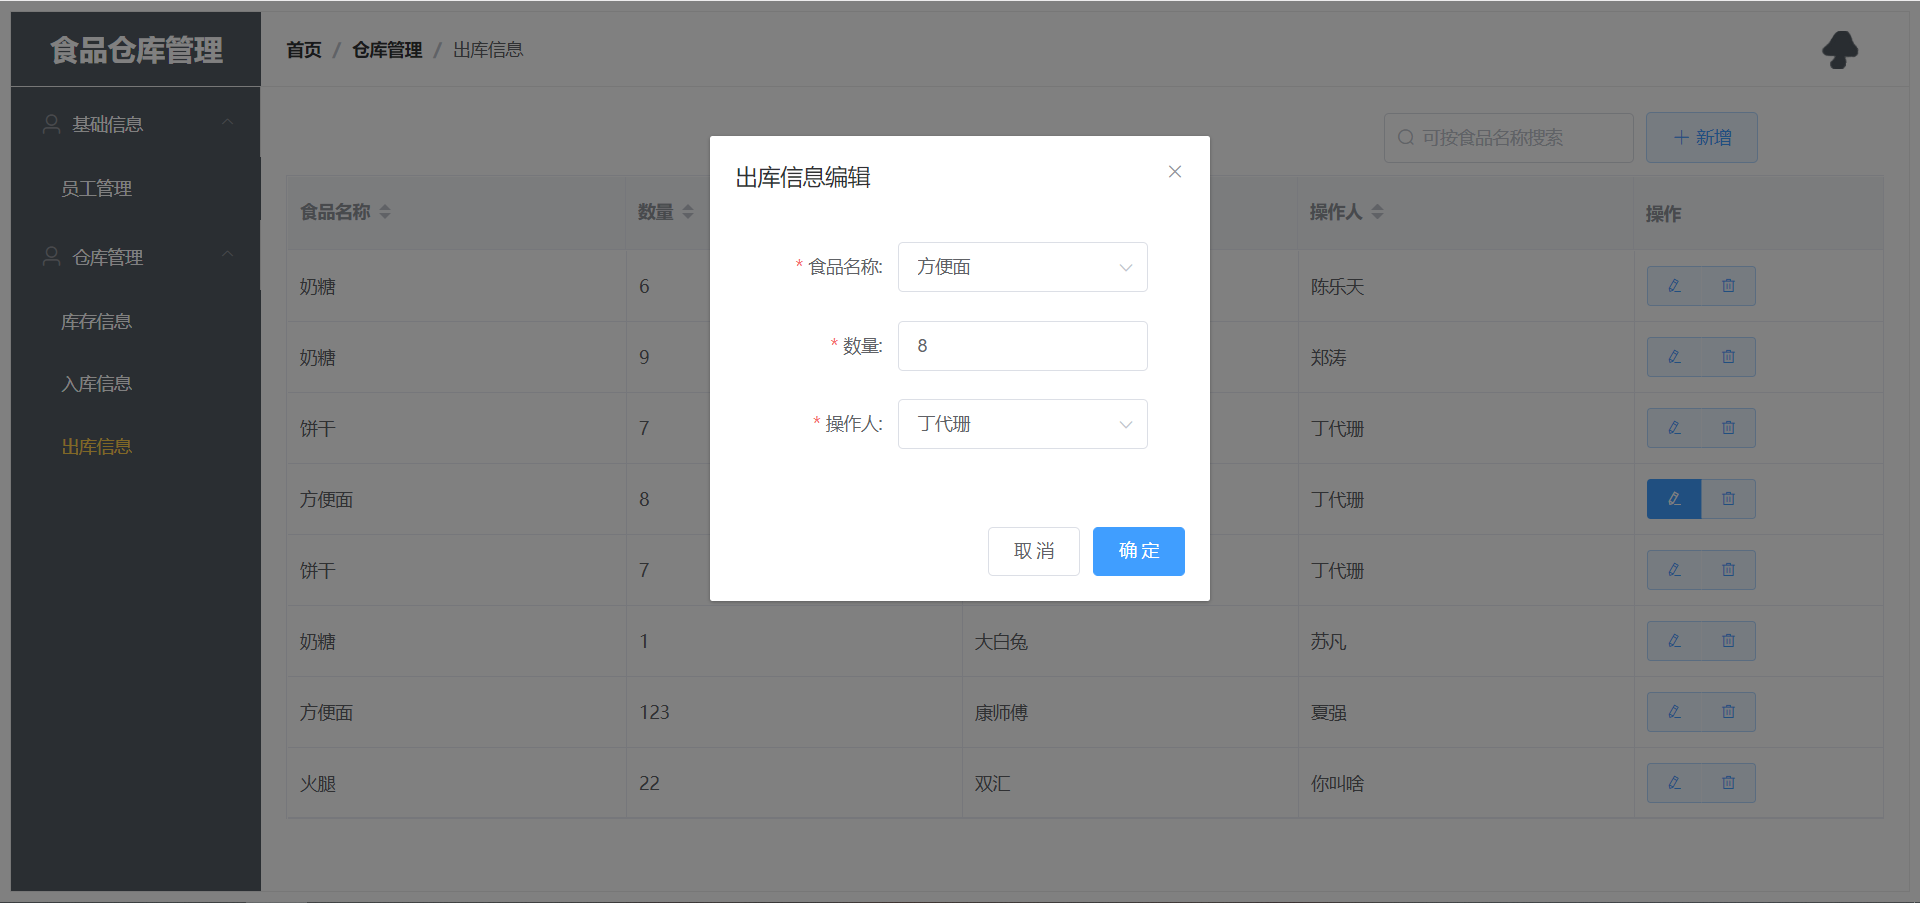 食品仓库管理
首页 / 仓库管理 / 出库信息
基础信息
员工管理
仓库管理
库存信息
入库信息
出库信息
可按食品名称搜索
新增
食品名称 数量 操作人 操作
奶糖 6 陈乐天
奶糖 9 郑涛
饼干 7 丁代珊
方便面 8 丁代珊
饼干 7 丁代珊
奶糖 1 大白兔 苏凡
方便面 123 康师傅 夏强
火腿 22 双汇 你叫啥
出库信息编辑
* 食品名称: 方便面
* 数量: 8
* 操作人: 丁代珊
取消 确定